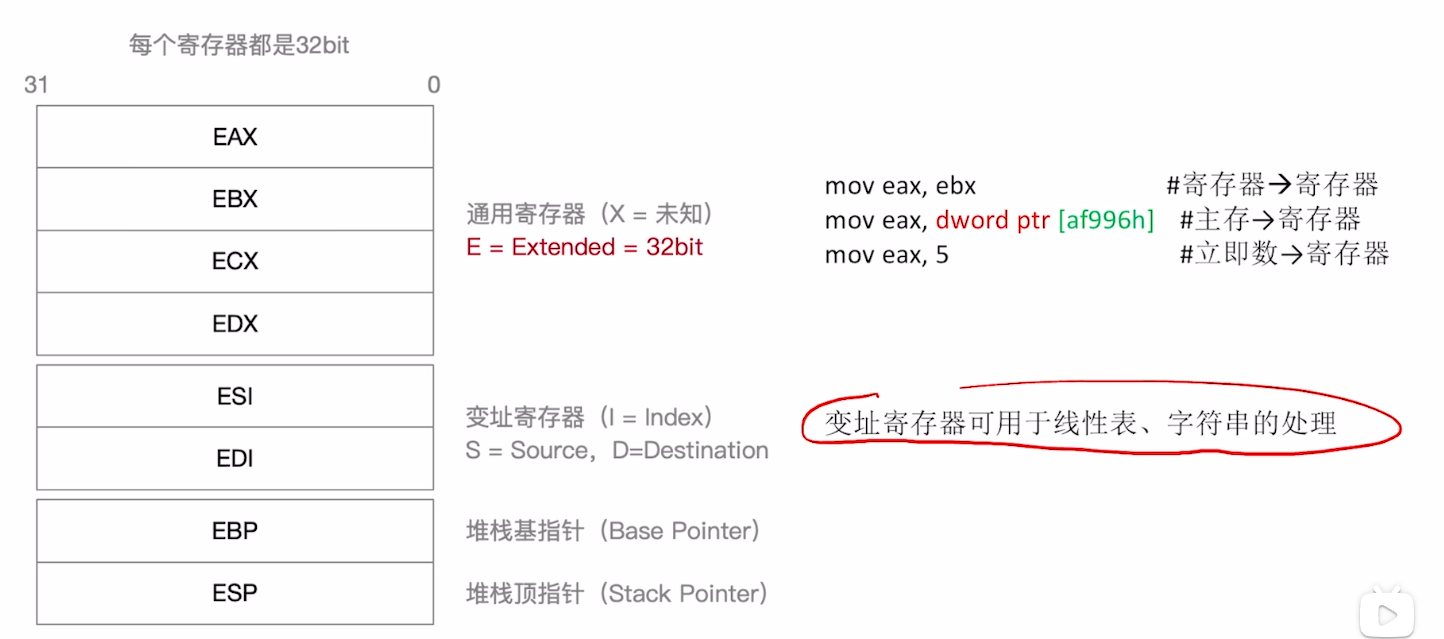 每个寄存器都是32bit
31 0
EAX
EBX
ECX
EDX
通用寄存器（X = 未知）
E = Extended = 32bit
mov eax, ebx #寄存器→寄存器
mov eax, dword ptr [af996h] #主存→寄存器
mov eax, 5 #立即数→寄存器
ESI
EDI
变址寄存器（I = Index）
S = Source，D=Destination
变址寄存器可用于线性表、字符串的处理
EBP
堆栈基指针（Base Pointer）
ESP
堆栈顶指针（Stack Pointer）